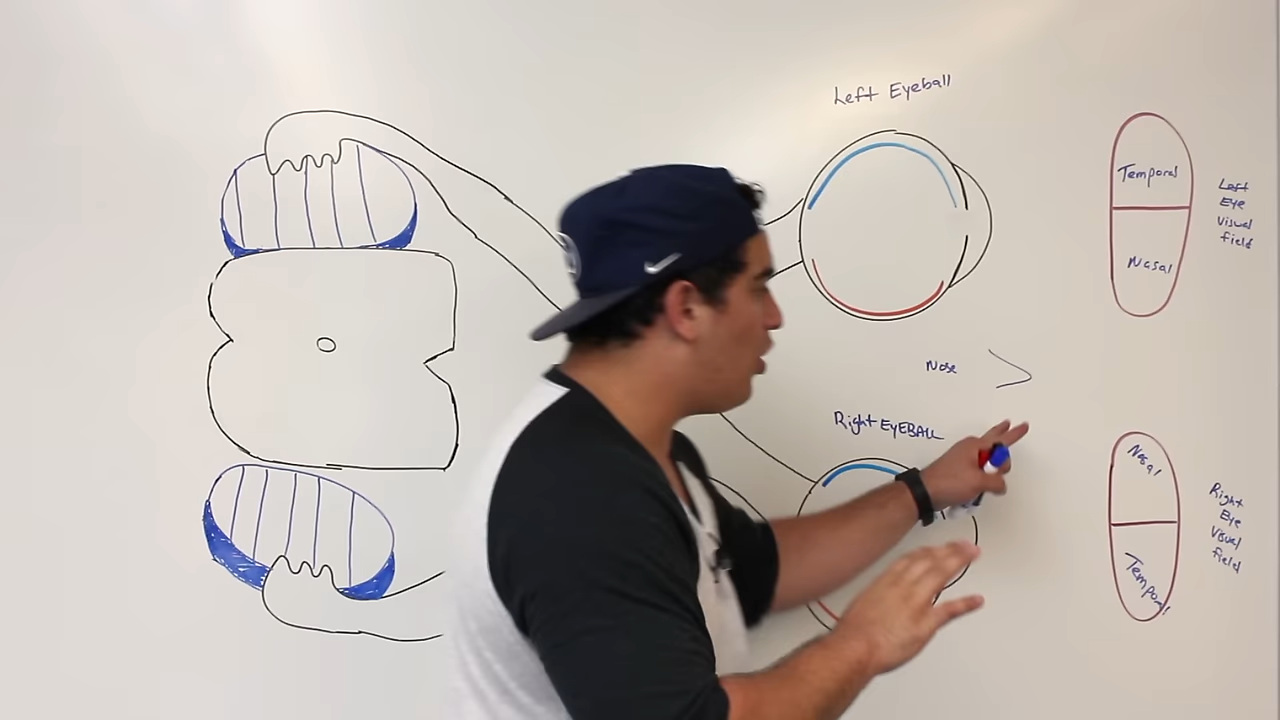 Left Eyeball
Temporal
Nasal
Left
Eye
Visual
field
Nose
Right EYEBALL
Nasal
Temporal
Right
Eye
Visual
field